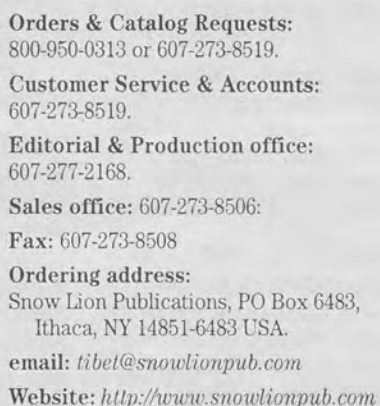 Orders & Catalog Requests:
800-950-0313 or 607-273-8519.
Customer Service & Accounts:
607-273-8519.
Editorial & Production office:
607-277-2168.
Sales office: 607-273-8506:
Fax: 607-273-8508
Ordering address:
Snow Lion Publications, PO Box 6483,
Ithaca, NY 14851-6483 USA.
email: tibet@snowlionpub.com
Website: http://www.snowlionpub.com